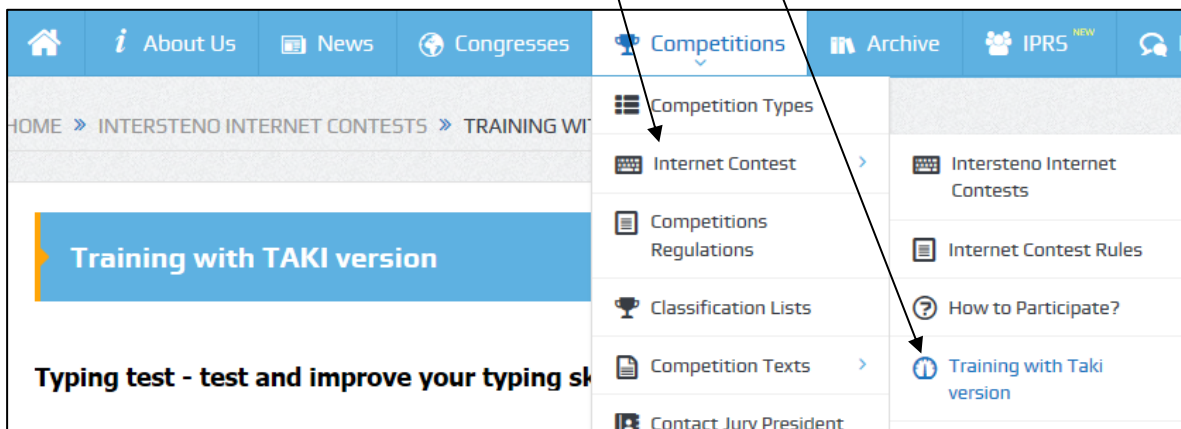 About Us News Congresses Competitions Archive IPRS NEW
Competition Types
HOME » INTERSTENO INTERNET CONTESTS » TRAINING
Internet Contest
Intersteno Internet
Contests
Competitions
Regulations
Internet Contest Rules
Training with TAKI version
Classification Lists
How to Participate?
Competition Texts
Training with Taki
version
Typing test - test and improve your typing
Contact Jury President